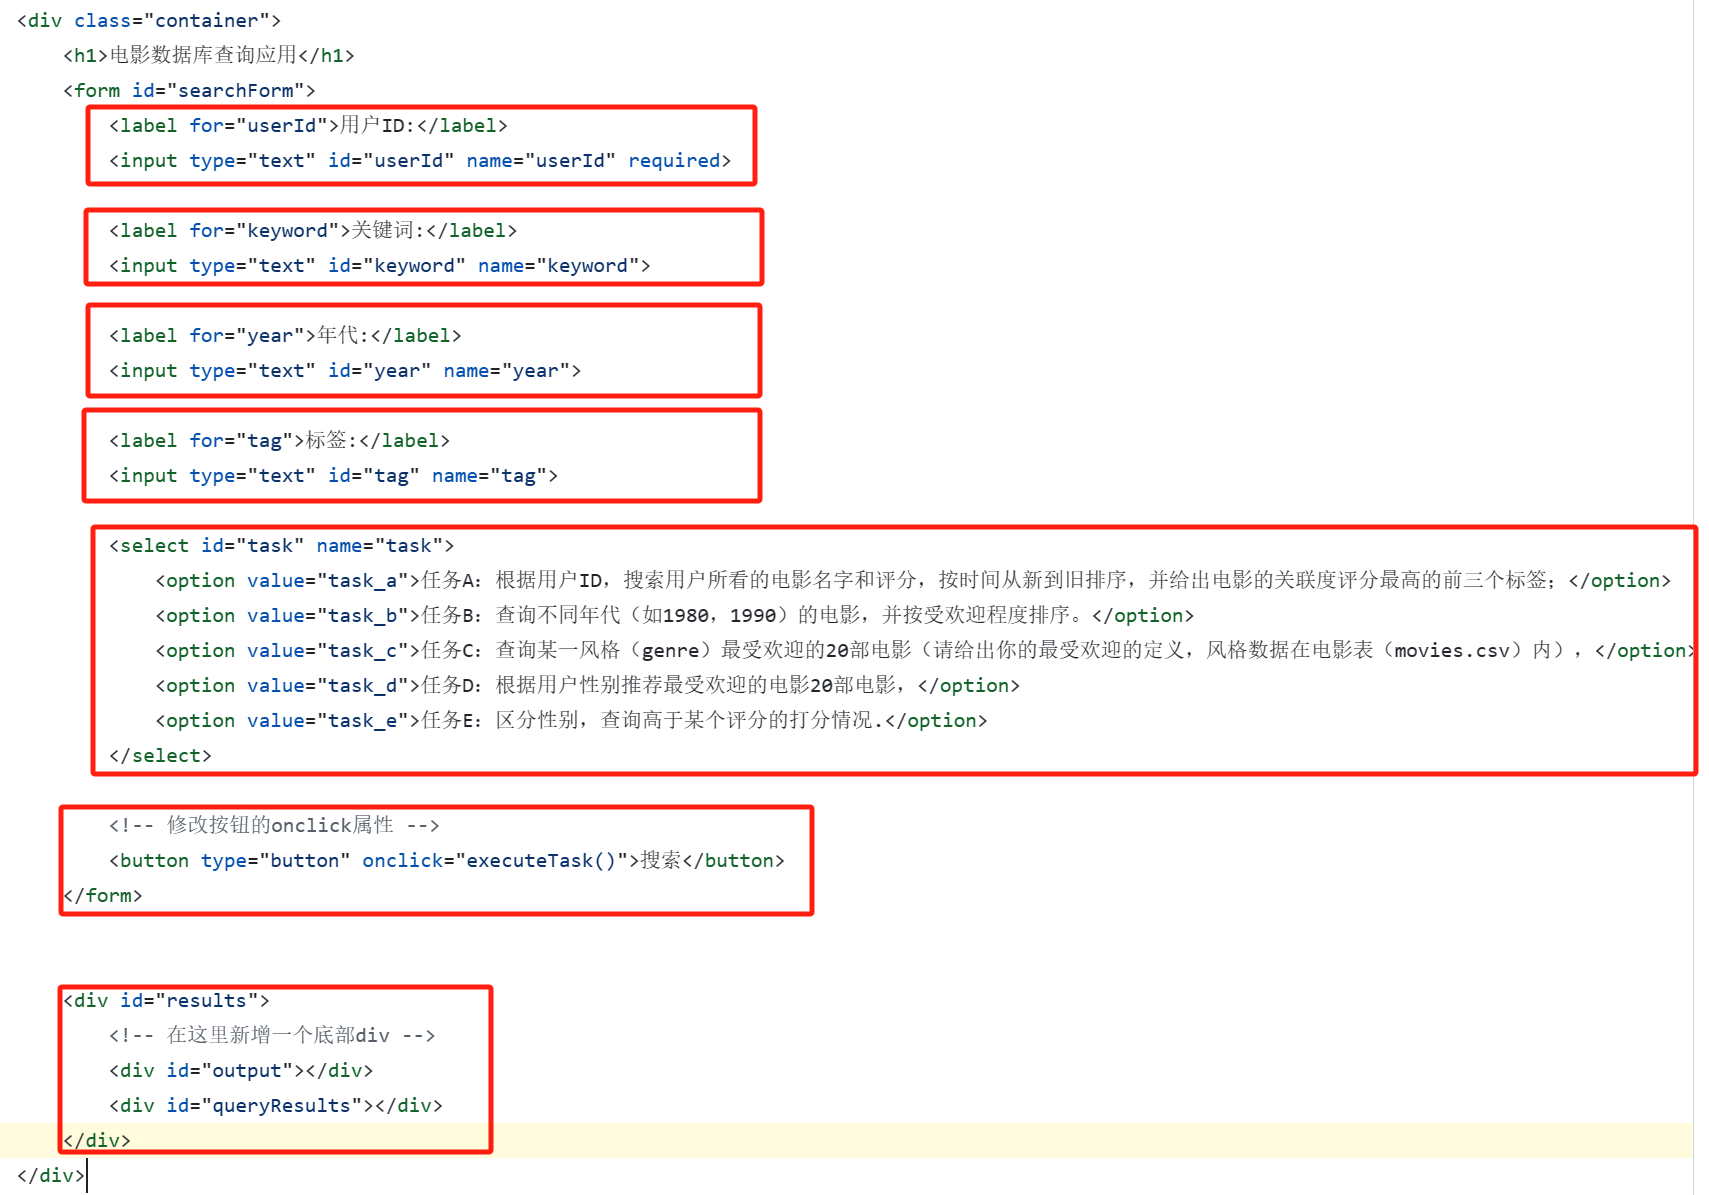 <div class="container">
<h1>电影数据库查询应用</h1>
<form id="searchForm">
<label for="userId">用户ID:</label>
<input type="text" id="userId" name="userId" required>
<label for="keyword">关键词:</label>
<input type="text" id="keyword" name="keyword">
<label for="year">年代:</label>
<input type="text" id="year" name="year">
<label for="tag">标签:</label>
<input type="text" id="tag" name="tag">
<select id="task" name="task">
<option value="task_a">任务A：根据用户ID，搜索用户所看的电影名字和评分，按时间从新到旧排序，并给出电影的关联度评分最高的前三个标签；</option>
<option value="task_b">任务B：查询不同年代（如1980，1990）的电影，并按受欢迎程度排序。</option>
<option value="task_c">任务C：查询某一风格（genre）最受欢迎的20部电影（请给出你的最受欢迎的定义，风格数据在电影表（movies.csv）内），</option>
<option value="task_d">任务D：根据用户性别推荐最受欢迎的电影20部电影，</option>
<option value="task_e">任务E：区分性别，查询高于某个评分的打分情况.</option>
</select>
<!-- 修改按钮的onclick属性 -->
<button type="button" onclick="executeTask()">搜索</button>
</form>
<div id="results">
<!-- 在这里新增一个底部div -->
<div id="output"></div>
<div id="queryResults"></div>
</div>
</div>